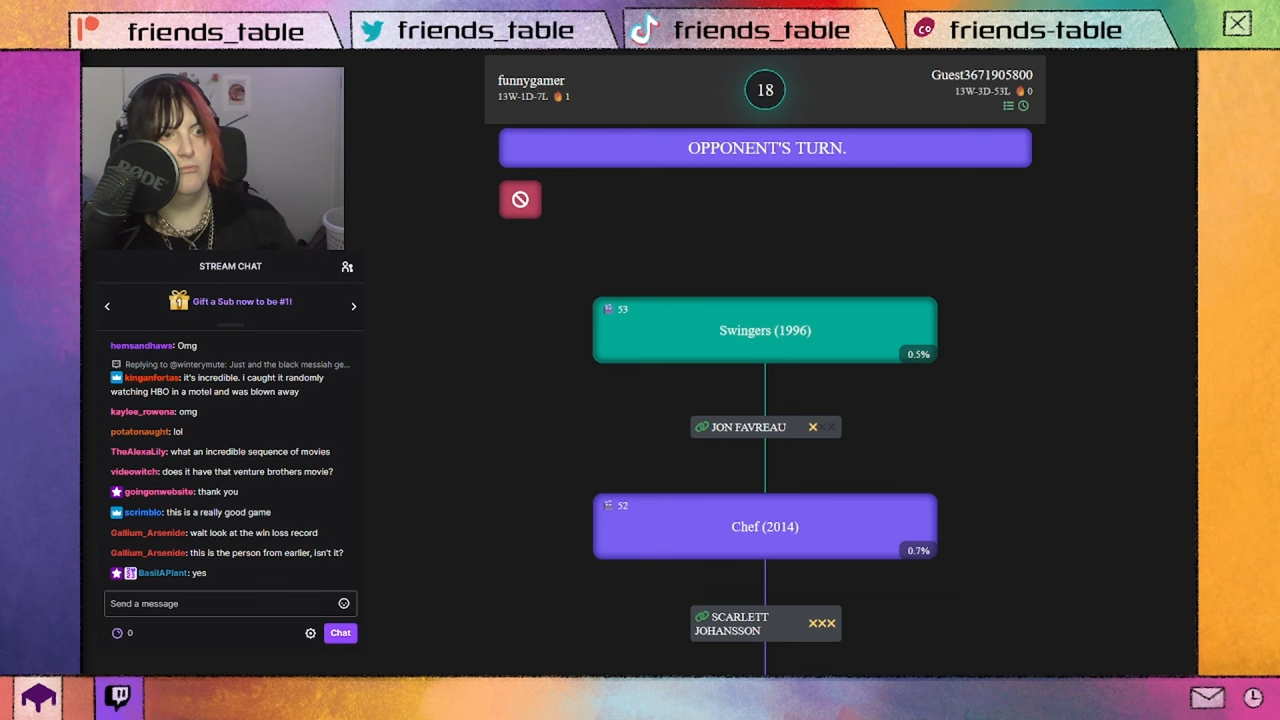 friends_table
friends_table
friends_table
friends-table
funnygamer
13W-1D-7L 1
18
Guest3671905800
13W-3D-53L 0
OPPONENT'S TURN.
RØDE
STREAM CHAT
1 Gift a Sub now to be #1!
hemsandhaws: Omg
Replying to @winterymute: Just and the black messiah ge...
kinganfortas: it's incredible. i caught it randomly
watching HBO in a motel and was blown away
kaylee_rowena: omg
potatonaught: lol
TheAlexaLily: what an incredible sequence of movies
videowitch: does it have that venture brothers movie?
goingonwebsite: thank you
scrimblo: this is a really good game
Gallium_Arsenide: wait look at the win loss record
Gallium_Arsenide: this is the person from earlier, isn't it?
BasilAPlant: yes
Send a message
0
Chat
53
Swingers (1996)
0.5%
JON FAVREAU
52
Chef (2014)
0.7%
SCARLETT
JOHANSSON